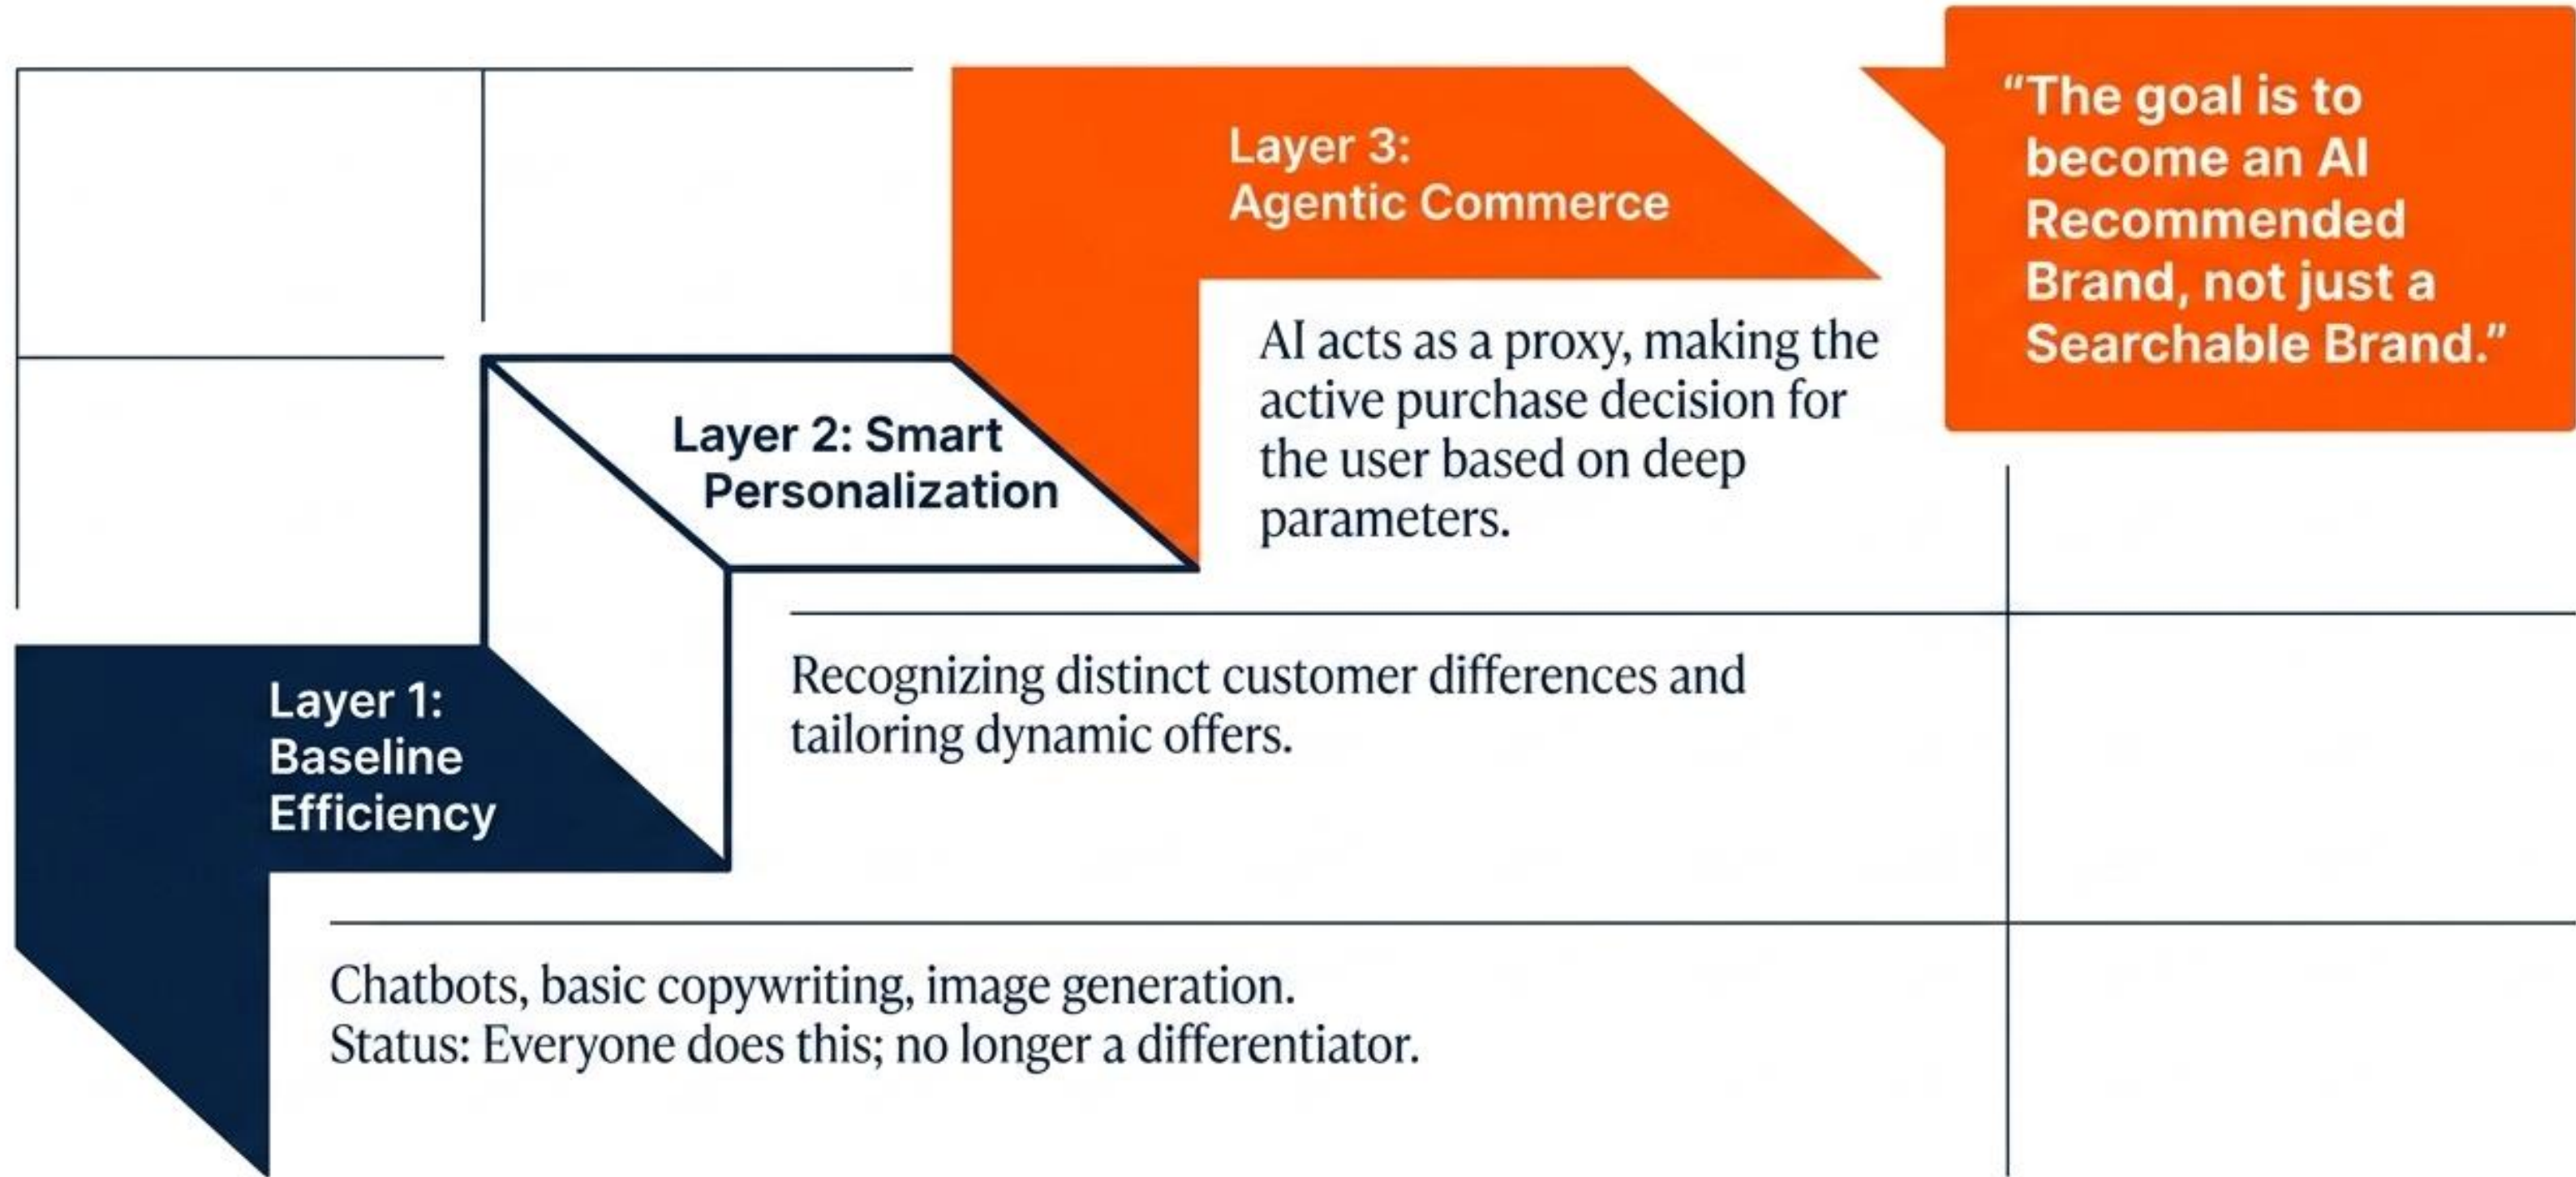 Layer 3:
Agentic Commerce
AI acts as a proxy, making the
active purchase decision for
the user based on deep
parameters.
“The goal is to
become an AI
Recommended
Brand, not just a
Searchable Brand.”
Layer 2: Smart
Personalization
Recognizing distinct customer differences and
tailoring dynamic offers.
Layer 1:
Baseline
Efficiency
Chatbots, basic copywriting, image generation.
Status: Everyone does this; no longer a differentiator.